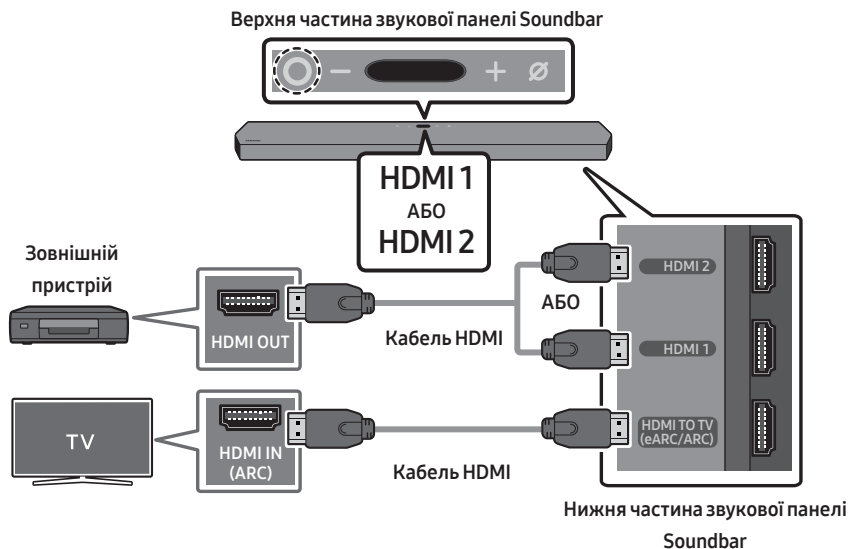 Верхня частина звукової панелі Soundbar
HDMI 1
АБО
HDMI 2
Зовнішній
пристрій
HDMI OUT
Кабель HDMI
АБО
HDMI 2
HDMI 1
TV
HDMI IN
(ARC)
Кабель HDMI
HDMI TO TV
(eARC/ARC)
Нижня частина звукової панелі
Soundbar